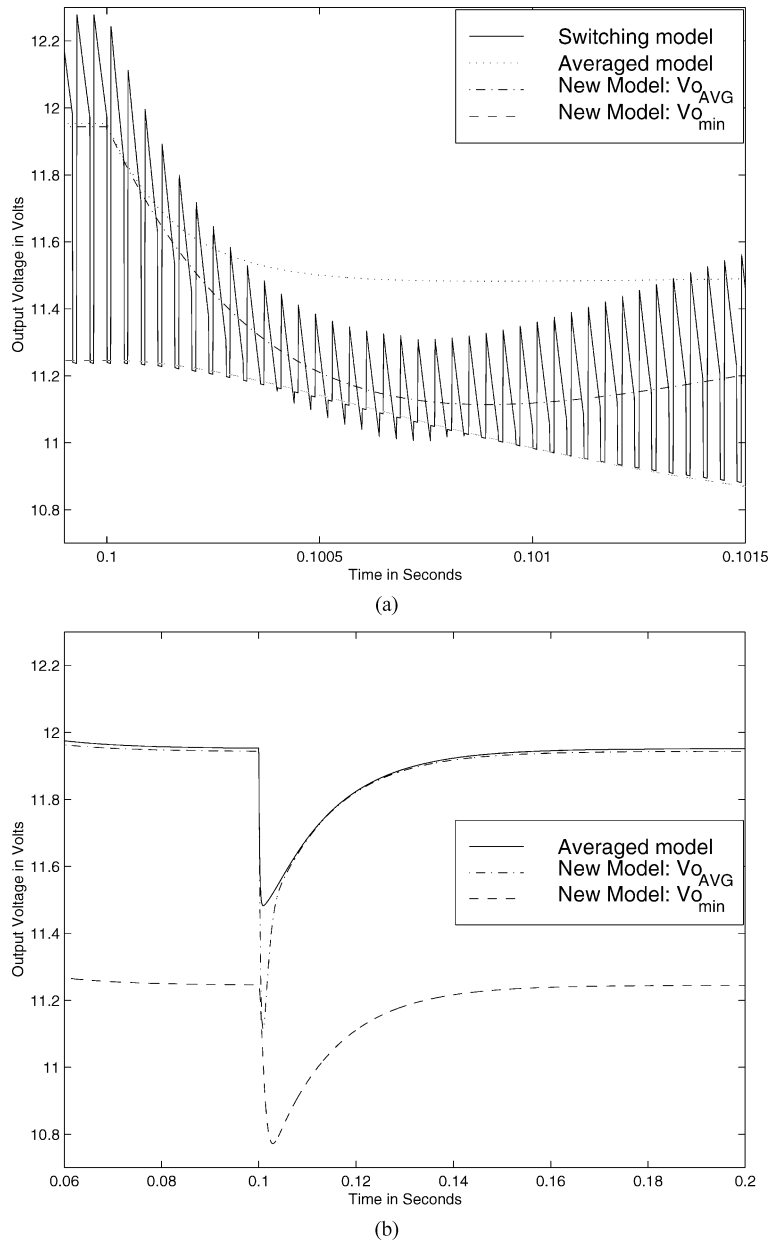 12.2
12
11.8
11.6
11.4
11.2
11
10.8
Output Voltage in Volts
Switching model
Averaged model
New Model: VoAVG
New Model: Vomin
0.1
0.1005
0.101
0.1015
Time in Seconds
(a)
12.2
12
11.8
11.6
11.4
11.2
11
10.8
Output Voltage in Volts
Averaged model
New Model: VoAVG
New Model: Vomin
0.06
0.08
0.1
0.12
0.14
0.16
0.18
0.2
Time in Seconds
(b)